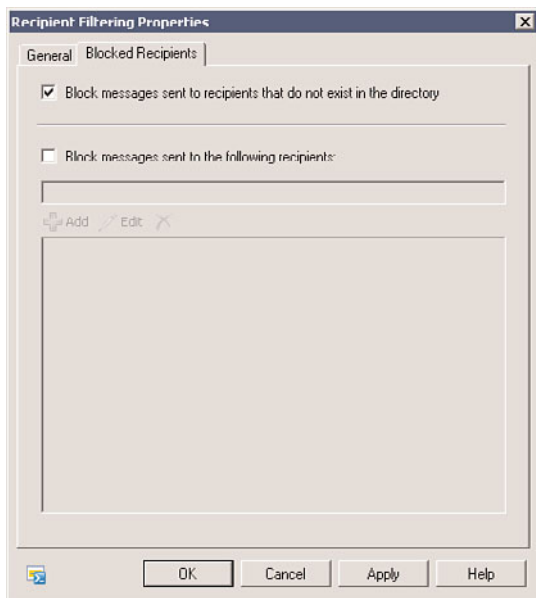 Recipient Filtering Properties
General
Blocked Recipients
Block messages sent to recipients that do not exist in the directory
Block messages sent to the following recipients:
Add
Edit
OK
Cancel
Apply
Help